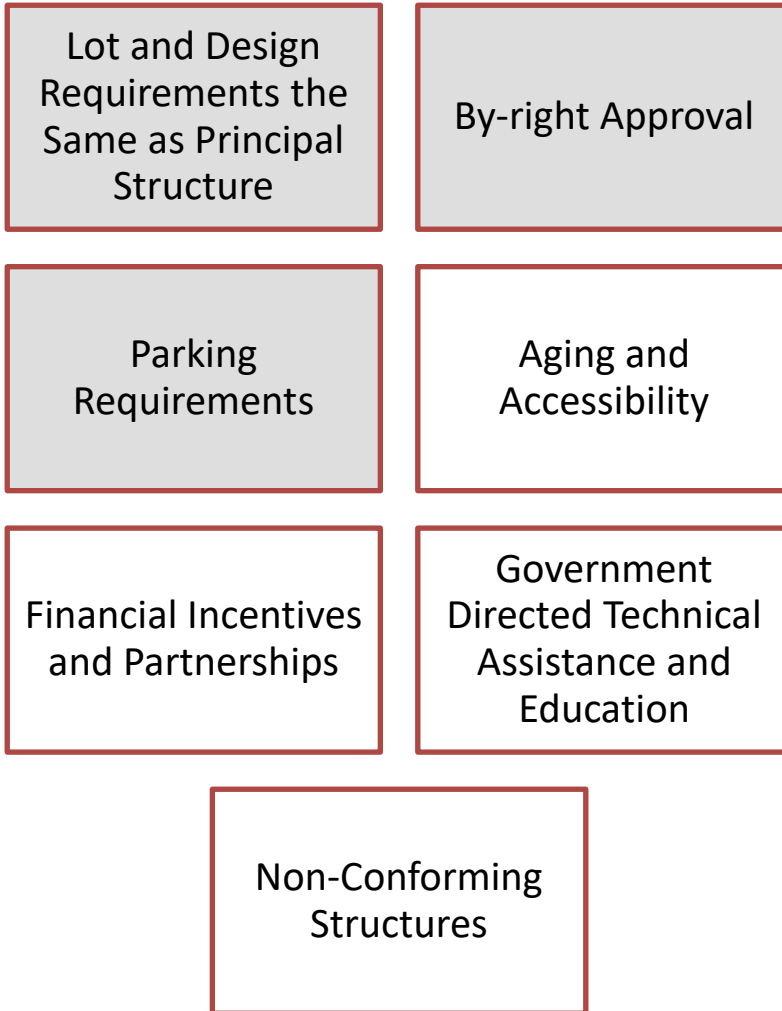 Lot and Design
Requirements the
Same as Principal
Structure
By-right Approval
Parking
Requirements
Aging and
Accessibility
Financial Incentives
and Partnerships
Government
Directed Technical
Assistance and
Education
Non-Conforming
Structures